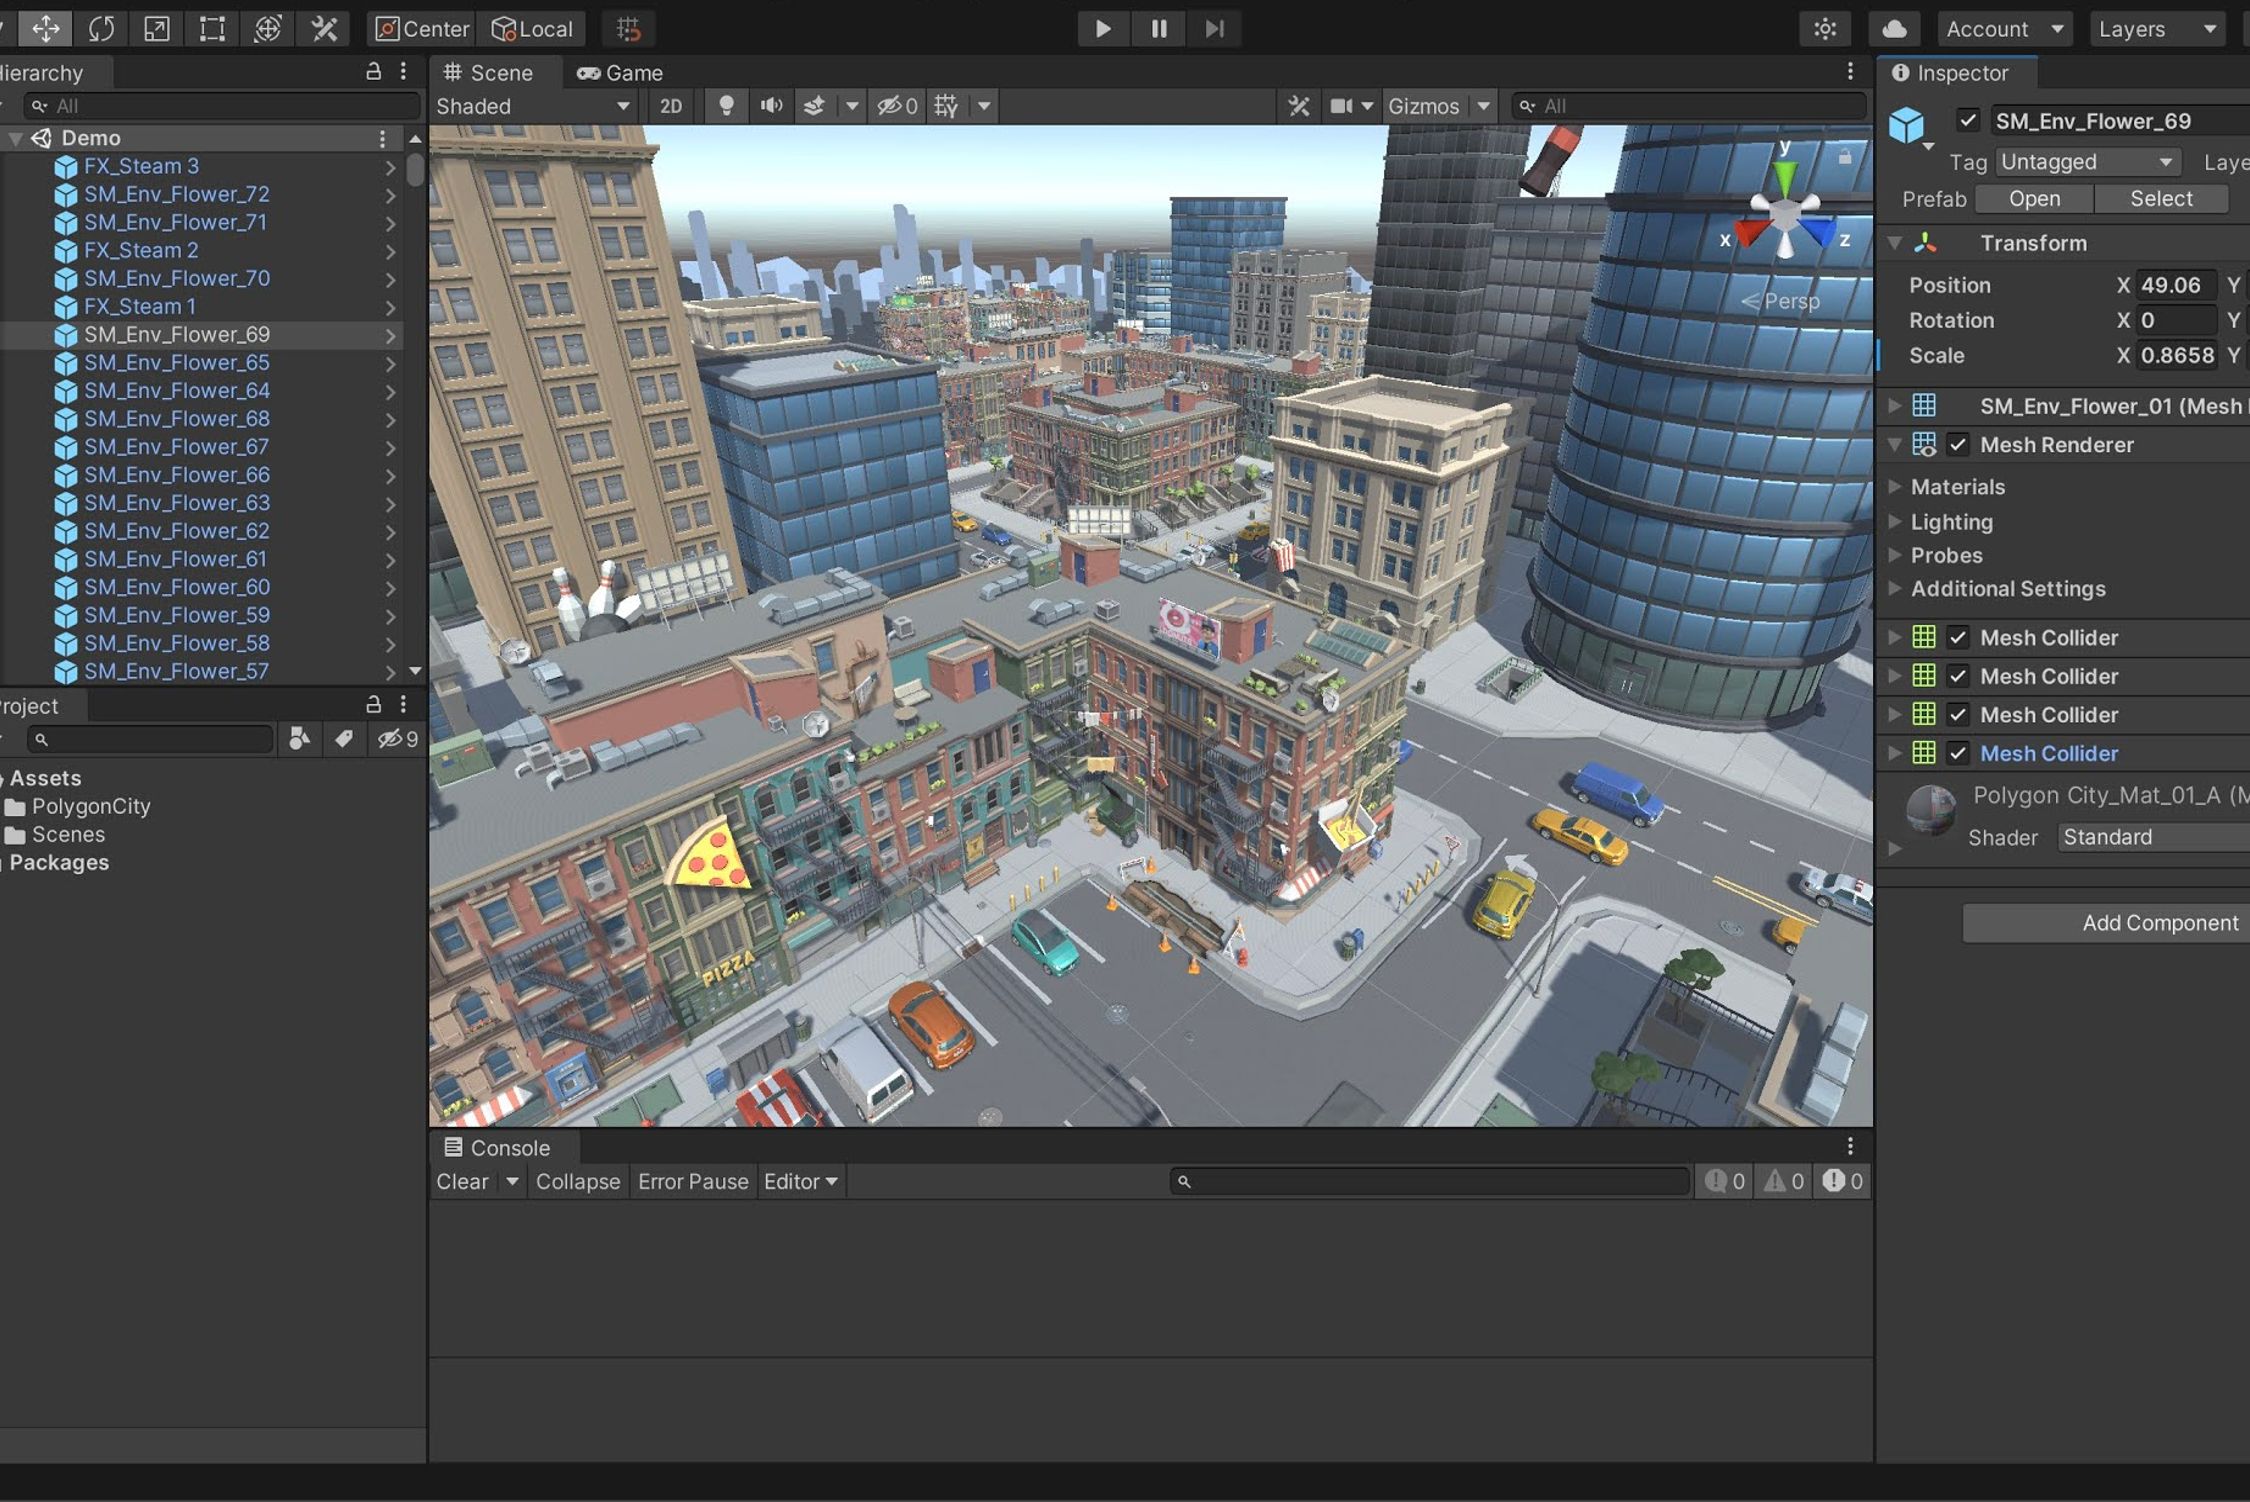 Center
Local
Account
Layers
Hierarchy
All
Demo
FX_Steam 3
SM_Env_Flower_72
SM_Env_Flower_71
FX_Steam 2
SM_Env_Flower_70
FX_Steam 1
SM_Env_Flower_69
SM_Env_Flower_65
SM_Env_Flower_64
SM_Env_Flower_68
SM_Env_Flower_67
SM_Env_Flower_66
SM_Env_Flower_63
SM_Env_Flower_62
SM_Env_Flower_61
SM_Env_Flower_60
SM_Env_Flower_59
SM_Env_Flower_58
SM_Env_Flower_57
Project
9
Assets
PolygonCity
Scenes
Packages
Scene
Game
Shaded
2D
0
Gizmos
All
y
x
z
Persp
PIZZA
Console
Clear
Collapse
Error Pause
Editor
0
0
0
Inspector
SM_Env_Flower_69
Tag
Untagged
Laye
Prefab
Open
Select
Transform
Position X 49.06 Y
Rotation X 0 Y
Scale X 0.8658 Y
SM_Env_Flower_01 (Mesh
Mesh Renderer
Materials
Lighting
Probes
Additional Settings
Mesh Collider
Mesh Collider
Mesh Collider
Mesh Collider
Polygon City_Mat_01_A (M
Shader Standard
Add Component